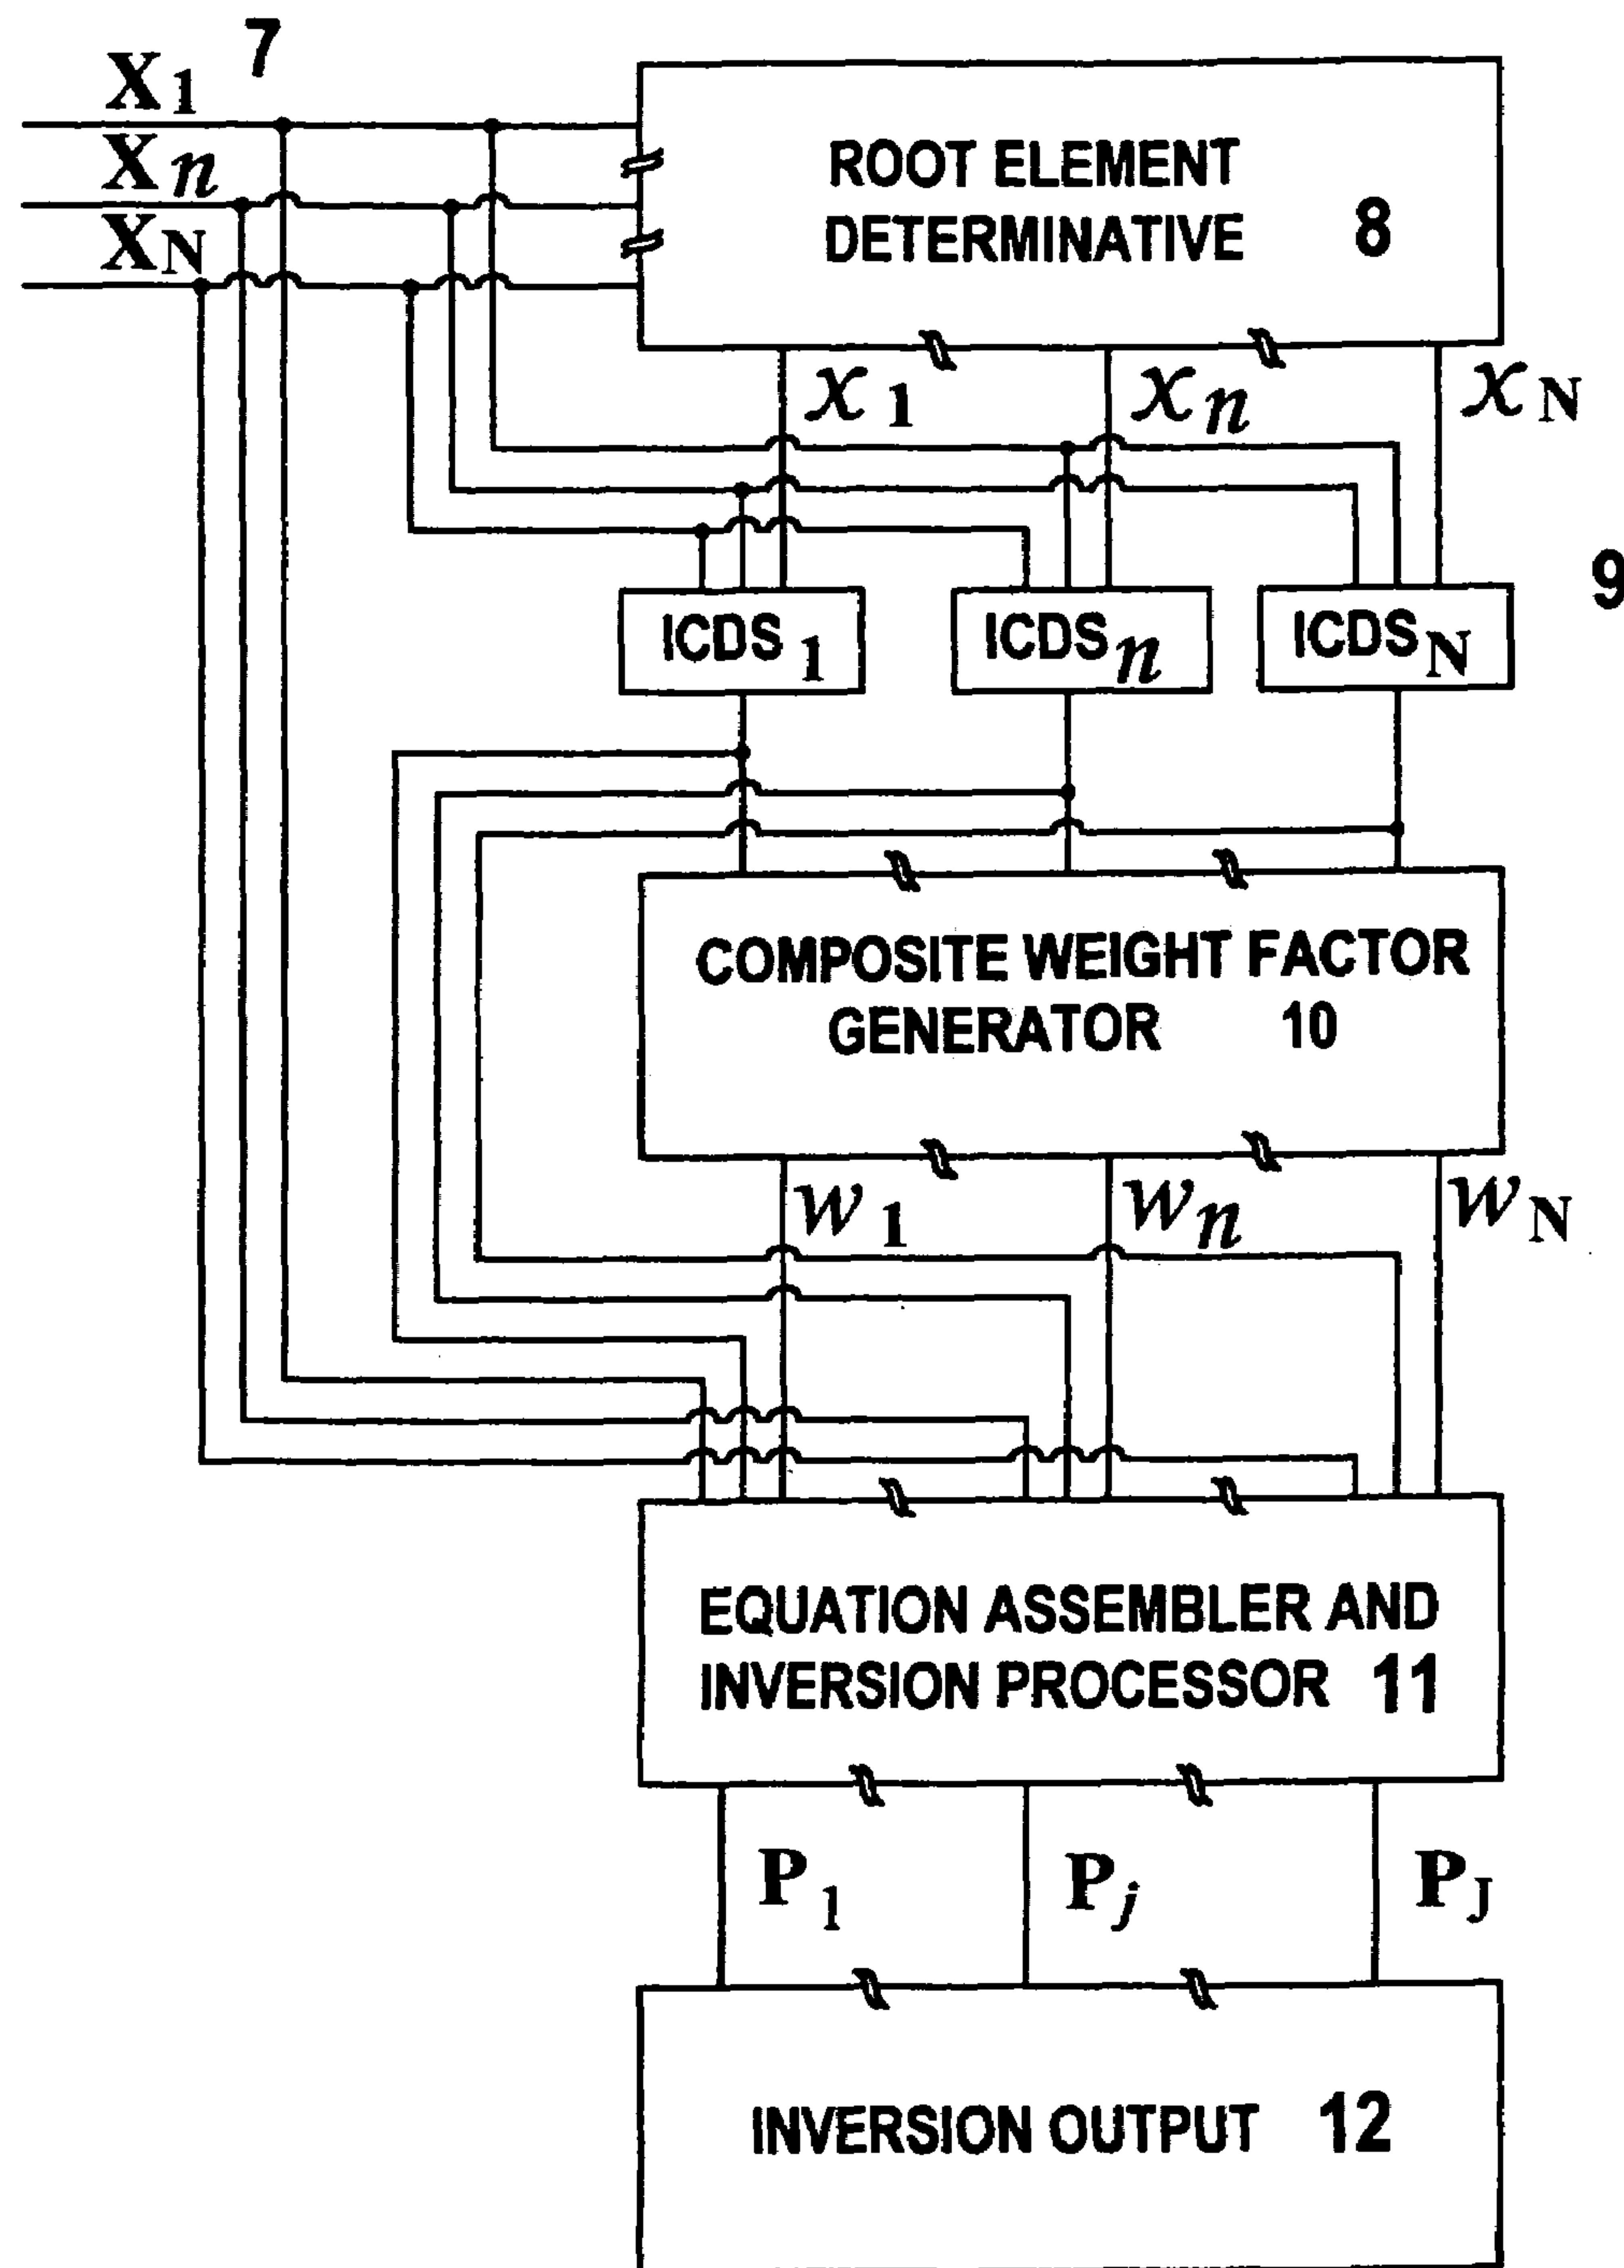 7
X1
Xn
XN
ROOT ELEMENT
DETERMINATIVE 8
x1 xn xN
9
ICDS1 ICDSn ICDSN
COMPOSITE WEIGHT FACTOR
GENERATOR 10
w1 wn wN
EQUATION ASSEMBLER AND
INVERSION PROCESSOR 11
P1 Pj PJ
INVERSION OUTPUT 12